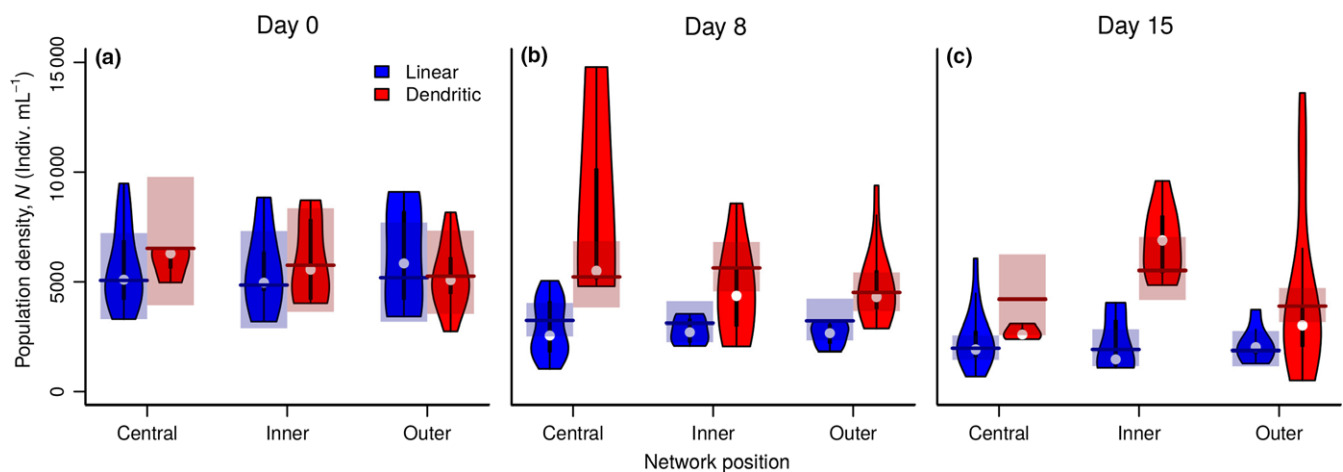 Day 0
Day 8
Day 15
(a)
(b)
(c)
Linear
Dendritic
Population density, N (Indiv. mL⁻¹)
15 000
10 000
5000
0
Central Inner Outer
Central Inner Outer
Central Inner Outer
Network position